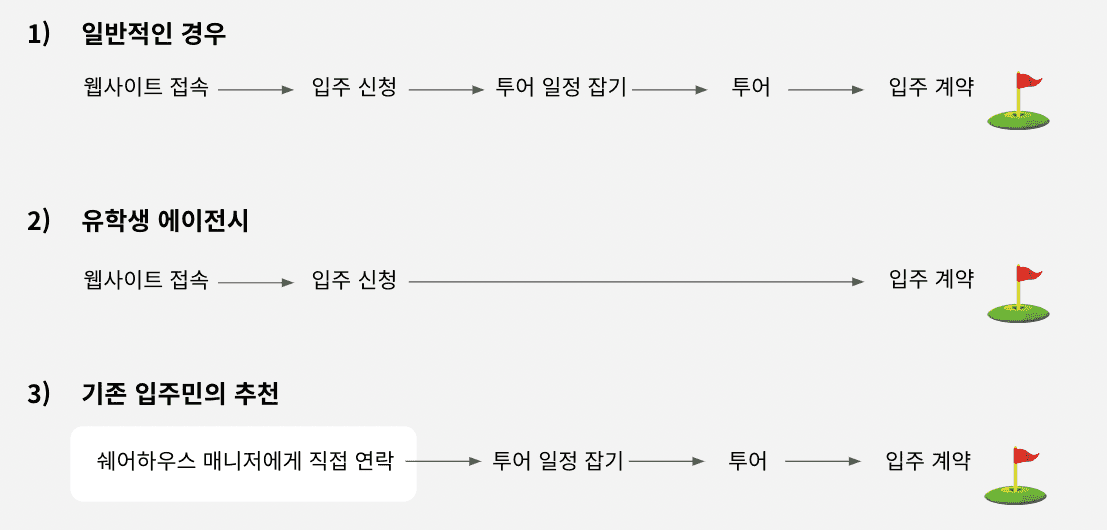 1) 일반적인 경우
웹사이트 접속 입주 신청 투어 일정 잡기 투어 입주 계약
2) 유학생 에이전시
웹사이트 접속 입주 신청 입주 계약
3) 기존 입주민의 추천
쉐어하우스 매니저에게 직접 연락 투어 일정 잡기 투어 입주 계약